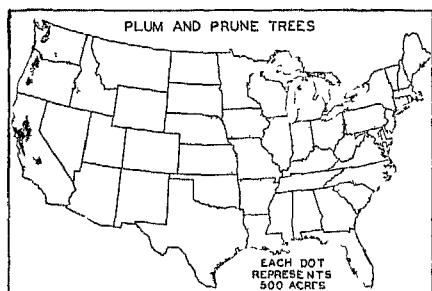 PLUM AND PRUNE TREES
EACH DOT
REPRESENTS
500 ACRES